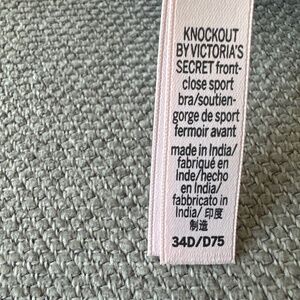 KNOCKOUT
BY VICTORIA'S
SECRET front-
close sport
bra/soutien-
gorge de sport
fermoir avant
made in India/
fabriqué en
Inde/hecho
en India/
fabbricato in
India/ 印度
制造
34D/D75